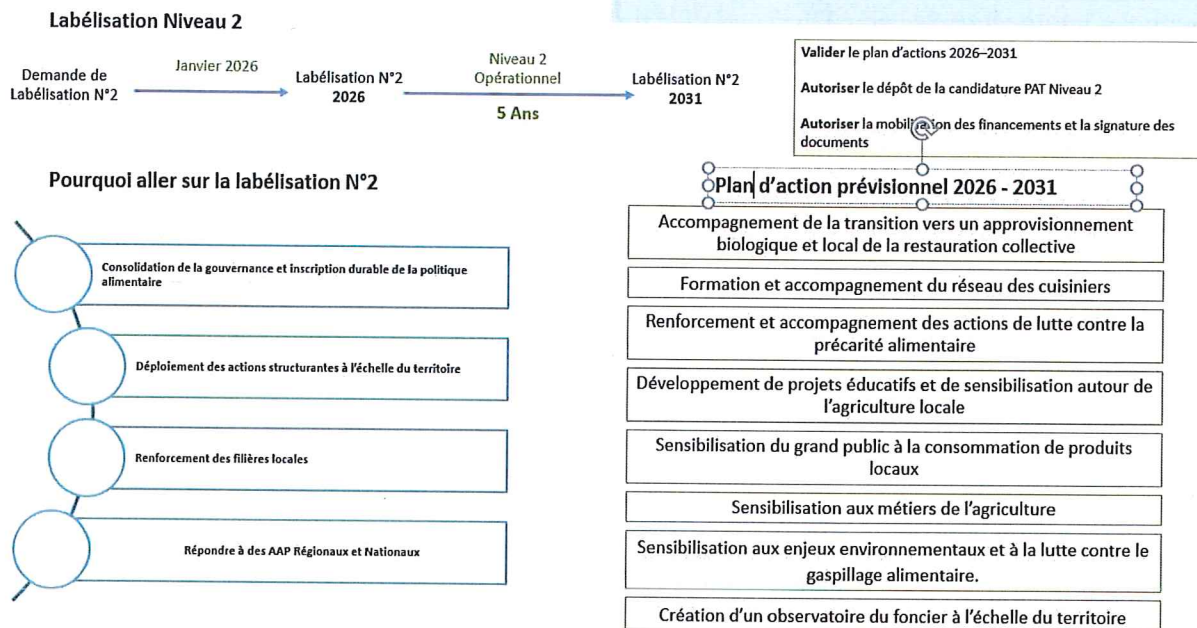 Labélisation Niveau 2
Demande de
Labélisation N°2
Janvier 2026
Labélisation N°2
2026
Niveau 2
Opérationnel
5 Ans
Labélisation N°2
2031
Valider le plan d'actions 2026–2031
Autoriser le dépôt de la candidature PAT Niveau 2
Autoriser la mobilisation des financements et la signature des
documents
Pourquoi aller sur la labélisation N°2
Consolidation de la gouvernance et inscription durable de la politique
alimentaire
Déploiement des actions structurantes à l'échelle du territoire
Renforcement des filières locales
Répondre à des AAP Régionaux et Nationaux
Plan d'action prévisionnel 2026 - 2031
Accompagnement de la transition vers un approvisionnement
biologique et local de la restauration collective
Formation et accompagnement du réseau des cuisiniers
Renforcement et accompagnement des actions de lutte contre la
précarité alimentaire
Développement de projets éducatifs et de sensibilisation autour de
l'agriculture locale
Sensibilisation du grand public à la consommation de produits
locaux
Sensibilisation aux métiers de l'agriculture
Sensibilisation aux enjeux environnementaux et à la lutte contre le
gaspillage alimentaire.
Création d'un observatoire du foncier à l'échelle du territoire